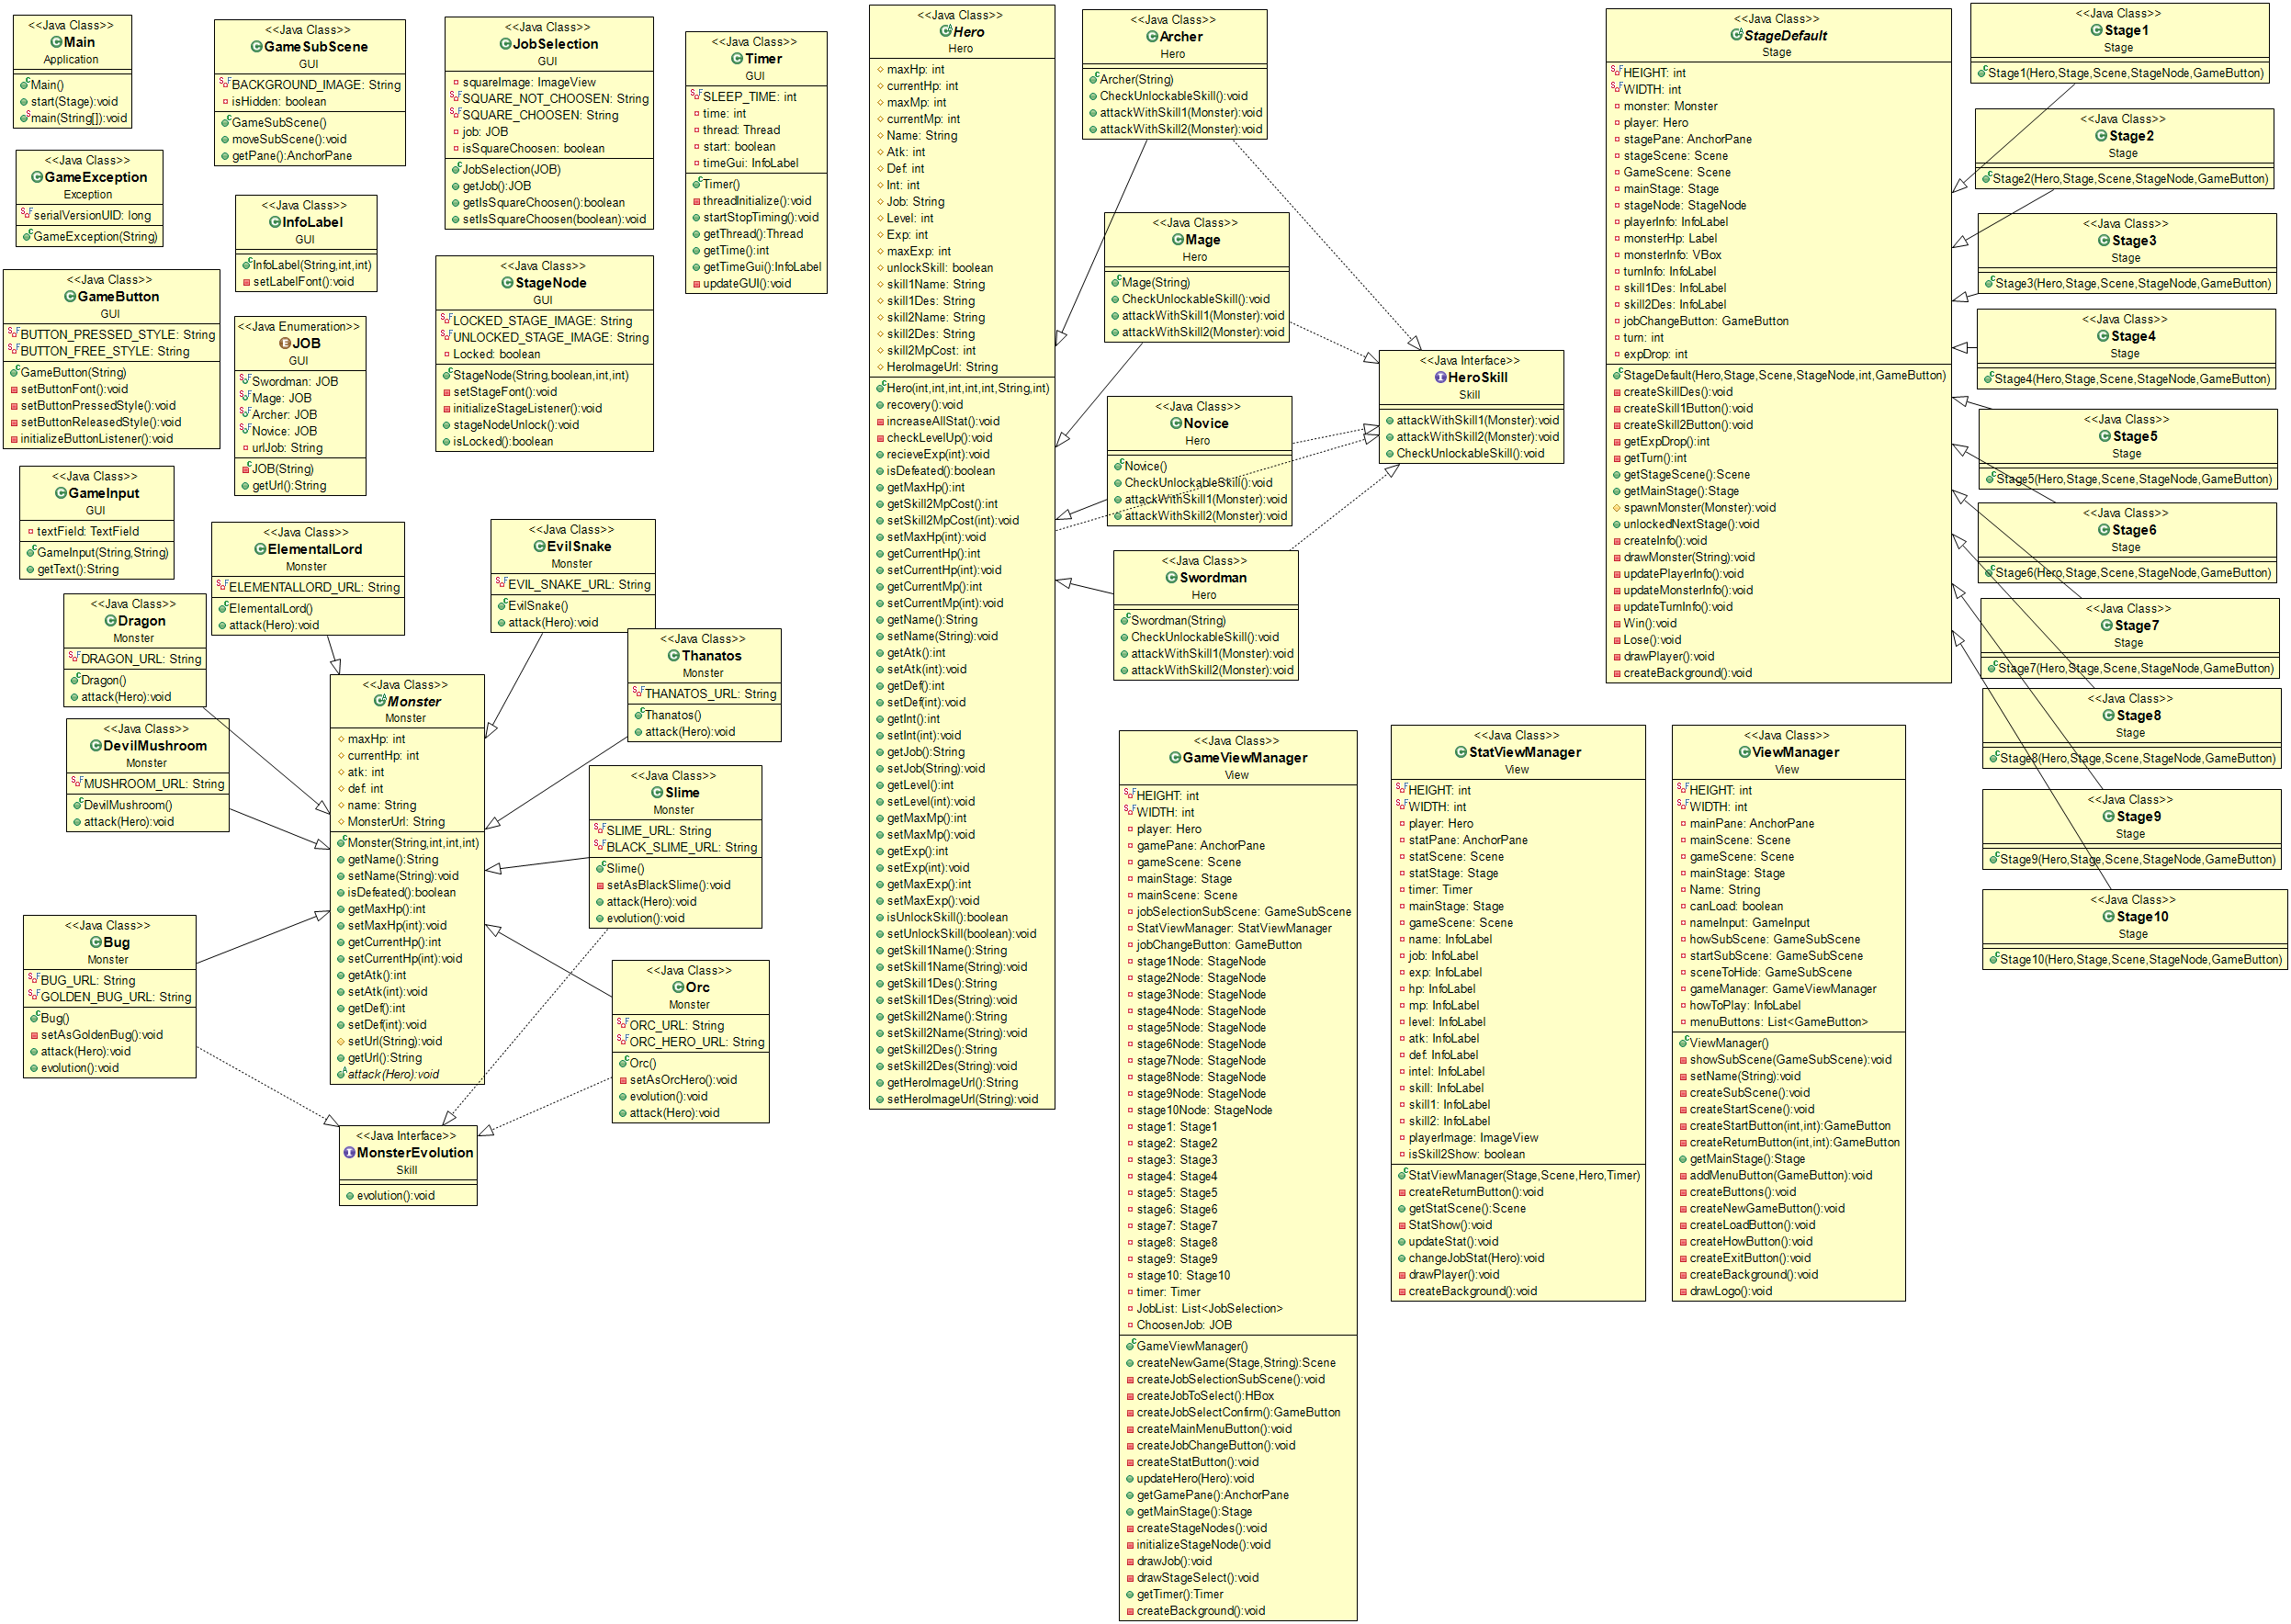 <<Java Class>>
Main
Application
Main()
start(Stage):void
main(String[]):void
<<Java Class>>
GameException
Exception
serialVersionUID: long
GameException(String)
<<Java Class>>
GameButton
GUI
BUTTON_PRESSED_STYLE: String
BUTTON_FREE_STYLE: String
GameButton(String)
setButtonFont():void
setButtonPressedStyle():void
setButtonReleasedStyle():void
initializeButtonListener():void
<<Java Class>>
GameInput
GUI
textField: TextField
GameInput(String,String)
getText():String
<<Java Class>>
GameSubScene
GUI
BACKGROUND_IMAGE: String
isHidden: boolean
GameSubScene()
moveSubScene():void
getPane():AnchorPane
<<Java Class>>
InfoLabel
GUI
InfoLabel(String,int,int)
setLabelFont():void
<<Java Enumeration>>
JOB
GUI
Swordman: JOB
Mage: JOB
Archer: JOB
Novice: JOB
urlJob: String
JOB(String)
getUrl():String
<<Java Class>>
JobSelection
GUI
squareImage: ImageView
SQUARE_NOT_CHOOSEN: String
SQUARE_CHOOSEN: String
job: JOB
isSquareChoosen: boolean
JobSelection(JOB)
getJob():JOB
getIsSquareChoosen():boolean
setIsSquareChoosen(boolean):void
<<Java Class>>
StageNode
GUI
LOCKED_STAGE_IMAGE: String
UNLOCKED_STAGE_IMAGE: String
Locked: boolean
StageNode(String,boolean,int,int)
setStageFont():void
initializeStageListener():void
stageNodeUnlock():void
isLocked():boolean
<<Java Class>>
Timer
GUI
SLEEP_TIME: int
time: int
thread: Thread
start: boolean
timeGui: InfoLabel
Timer()
threadInitialize():void
startStopTiming():void
getThread():Thread
getTime():int
getTimeGui():InfoLabel
updateGUI():void
<<Java Class>>
ElementalLord
Monster
ELEMENTALLORD_URL: String
ElementalLord()
attack(Hero):void
<<Java Class>>
EvilSnake
Monster
EVIL_SNAKE_URL: String
EvilSnake()
attack(Hero):void
<<Java Class>>
Dragon
Monster
DRAGON_URL: String
Dragon()
attack(Hero):void
<<Java Class>>
DevilMushroom
Monster
MUSHROOM_URL: String
DevilMushroom()
attack(Hero):void
<<Java Class>>
Bug
Monster
BUG_URL: String
GOLDEN_BUG_URL: String
Bug()
setAsGoldenBug():void
attack(Hero):void
evolution():void
<<Java Class>>
Monster
Monster
maxHp: int
currentHp: int
atk: int
def: int
name: String
MonsterUrl: String
Monster(String,int,int,int)
getName():String
setName(String):void
isDefeated():boolean
getMaxHp():int
setMaxHp(int):void
getCurrentHp():int
setCurrentHp(int):void
getAtk():int
setAtk(int):void
getDef():int
setDef(int):void
setUrl(String):void
getUrl():String
attack(Hero):void
<<Java Class>>
Thanatos
Monster
THANATOS_URL: String
Thanatos()
attack(Hero):void
<<Java Class>>
Slime
Monster
SLIME_URL: String
BLACK_SLIME_URL: String
Slime()
setAsBlackSlime():void
attack(Hero):void
evolution():void
<<Java Class>>
Orc
Monster
ORC_URL: String
ORC_HERO_URL: String
Orc()
setAsOrcHero():void
evolution():void
attack(Hero):void
<<Java Interface>>
MonsterEvolution
Skill
evolution():void
<<Java Class>>
Hero
Hero
maxHp: int
currentHp: int
maxMp: int
currentMp: int
Name: String
Atk: int
Def: int
Int: int
Job: String
Level: int
Exp: int
maxExp: int
unlockSkill: boolean
skill1Name: String
skill1Des: String
skill2Name: String
skill2Des: String
skill2MpCost: int
HeroImageUrl: String
Hero(int,int,int,int,int,String,int)
recovery():void
increaseAllStat():void
checkLevelUp():void
recieveExp(int):void
isDefeated():boolean
getMaxHp():int
getSkill2MpCost():int
setSkill2MpCost(int):void
setMaxHp(int):void
getCurrentHp():int
setCurrentHp(int):void
getCurrentMp():int
setCurrentMp(int):void
getName():String
setName(String):void
getAtk():int
setAtk(int):void
getDef():int
setDef(int):void
getInt():int
setInt(int):void
getJob():String
setJob(String):void
getLevel():int
setLevel(int):void
getMaxMp():int
setMaxMp():void
getExp():int
setExp(int):void
getMaxExp():int
setMaxExp():void
isUnlockSkill():boolean
setUnlockSkill(boolean):void
getSkill1Name():String
setSkill1Name(String):void
getSkill1Des():String
setSkill1Des(String):void
getSkill2Name():String
setSkill2Name(String):void
getSkill2Des():String
setSkill2Des(String):void
getHeroImageUrl():String
setHeroImageUrl(String):void
<<Java Class>>
Archer
Hero
Archer(String)
CheckUnlockableSkill():void
attackWithSkill1(Monster):void
attackWithSkill2(Monster):void
<<Java Class>>
Mage
Hero
Mage(String)
CheckUnlockableSkill():void
attackWithSkill1(Monster):void
attackWithSkill2(Monster):void
<<Java Class>>
Novice
Hero
Novice()
CheckUnlockableSkill():void
attackWithSkill1(Monster):void
attackWithSkill2(Monster):void
<<Java Class>>
Swordman
Hero
Swordman(String)
CheckUnlockableSkill():void
attackWithSkill1(Monster):void
attackWithSkill2(Monster):void
<<Java Interface>>
HeroSkill
Skill
attackWithSkill1(Monster):void
attackWithSkill2(Monster):void
CheckUnlockableSkill():void
<<Java Class>>
GameViewManager
View
HEIGHT: int
WIDTH: int
player: Hero
gamePane: AnchorPane
gameScene: Scene
mainStage: Stage
mainScene: Scene
jobSelectionSubScene: GameSubScene
StatViewManager: StatViewManager
jobChangeButton: GameButton
stage1Node: StageNode
stage2Node: StageNode
stage3Node: StageNode
stage4Node: StageNode
stage5Node: StageNode
stage6Node: StageNode
stage7Node: StageNode
stage8Node: StageNode
stage9Node: StageNode
stage10Node: StageNode
stage1: Stage1
stage2: Stage2
stage3: Stage3
stage4: Stage4
stage5: Stage5
stage6: Stage6
stage7: Stage7
stage8: Stage8
stage9: Stage9
stage10: Stage10
timer: Timer
JobList: List<JobSelection>
ChoosenJob: JOB
GameViewManager()
createNewGame(Stage,String):Scene
createJobSelectionSubScene():void
createJobToSelect():HBox
createJobSelectConfirm():GameButton
createMainMenuButton():void
createJobChangeButton():void
createStatButton():void
updateHero(Hero):void
getGamePane():AnchorPane
getMainStage():Stage
createStageNodes():void
initializeStageNode():void
drawJob():void
drawStageSelect():void
getTimer():Timer
createBackground():void
<<Java Class>>
StatViewManager
View
HEIGHT: int
WIDTH: int
player: Hero
statPane: AnchorPane
statScene: Scene
statStage: Stage
timer: Timer
mainStage: Stage
gameScene: Scene
name: InfoLabel
job: InfoLabel
exp: InfoLabel
hp: InfoLabel
mp: InfoLabel
level: InfoLabel
atk: InfoLabel
def: InfoLabel
intel: InfoLabel
skill: InfoLabel
skill1: InfoLabel
skill2: InfoLabel
playerImage: ImageView
isSkill2Show: boolean
StatViewManager(Stage,Scene,Hero,Timer)
createReturnButton():void
getStatScene():Scene
StatShow():void
updateStat():void
changeJobStat(Hero):void
drawPlayer():void
createBackground():void
<<Java Class>>
ViewManager
View
HEIGHT: int
WIDTH: int
mainPane: AnchorPane
mainScene: Scene
gameScene: Scene
mainStage: Stage
Name: String
canLoad: boolean
nameInput: GameInput
howSubScene: GameSubScene
startSubScene: GameSubScene
sceneToHide: GameSubScene
gameManager: GameViewManager
howToPlay: InfoLabel
menuButtons: List<GameButton>
ViewManager()
showSubScene(GameSubScene):void
setName(String):void
createSubScene():void
createStartScene():void
createStartButton(int,int):GameButton
createReturnButton(int,int):GameButton
getMainStage():Stage
addMenuButton(GameButton):void
createButtons():void
createNewGameButton():void
createLoadButton():void
createHowButton():void
createExitButton():void
createBackground():void
drawLogo():void
<<Java Class>>
StageDefault
Stage
HEIGHT: int
WIDTH: int
monster: Monster
player: Hero
stagePane: AnchorPane
stageScene: Scene
GameScene: Scene
mainStage: Stage
stageNode: StageNode
playerInfo: InfoLabel
monsterHp: Label
monsterInfo: VBox
turnInfo: InfoLabel
skill1Des: InfoLabel
skill2Des: InfoLabel
jobChangeButton: GameButton
turn: int
expDrop: int
StageDefault(Hero,Stage,Scene,StageNode,int,GameButton)
createSkillDes():void
createSkill1Button():void
createSkill2Button():void
getExpDrop():int
getTurn():int
getStageScene():Scene
getMainStage():Stage
spawnMonster(Monster):void
unlockedNextStage():void
createInfo():void
drawMonster(String):void
updatePlayerInfo():void
updateMonsterInfo():void
updateTurnInfo():void
Win():void
Lose():void
drawPlayer():void
createBackground():void
<<Java Class>>
Stage1
Stage
Stage1(Hero,Stage,Scene,StageNode,GameButton)
<<Java Class>>
Stage2
Stage
Stage2(Hero,Stage,Scene,StageNode,GameButton)
<<Java Class>>
Stage3
Stage
Stage3(Hero,Stage,Scene,StageNode,GameButton)
<<Java Class>>
Stage4
Stage
Stage4(Hero,Stage,Scene,StageNode,GameButton)
<<Java Class>>
Stage5
Stage
Stage5(Hero,Stage,Scene,StageNode,GameButton)
<<Java Class>>
Stage6
Stage
Stage6(Hero,Stage,Scene,StageNode,GameButton)
<<Java Class>>
Stage7
Stage
Stage7(Hero,Stage,Scene,StageNode,GameButton)
<<Java Class>>
Stage8
Stage
Stage8(Hero,Stage,Scene,StageNode,GameButton)
<<Java Class>>
Stage9
Stage
Stage9(Hero,Stage,Scene,StageNode,GameButton)
<<Java Class>>
Stage10
Stage
Stage10(Hero,Stage,Scene,StageNode,GameButton)